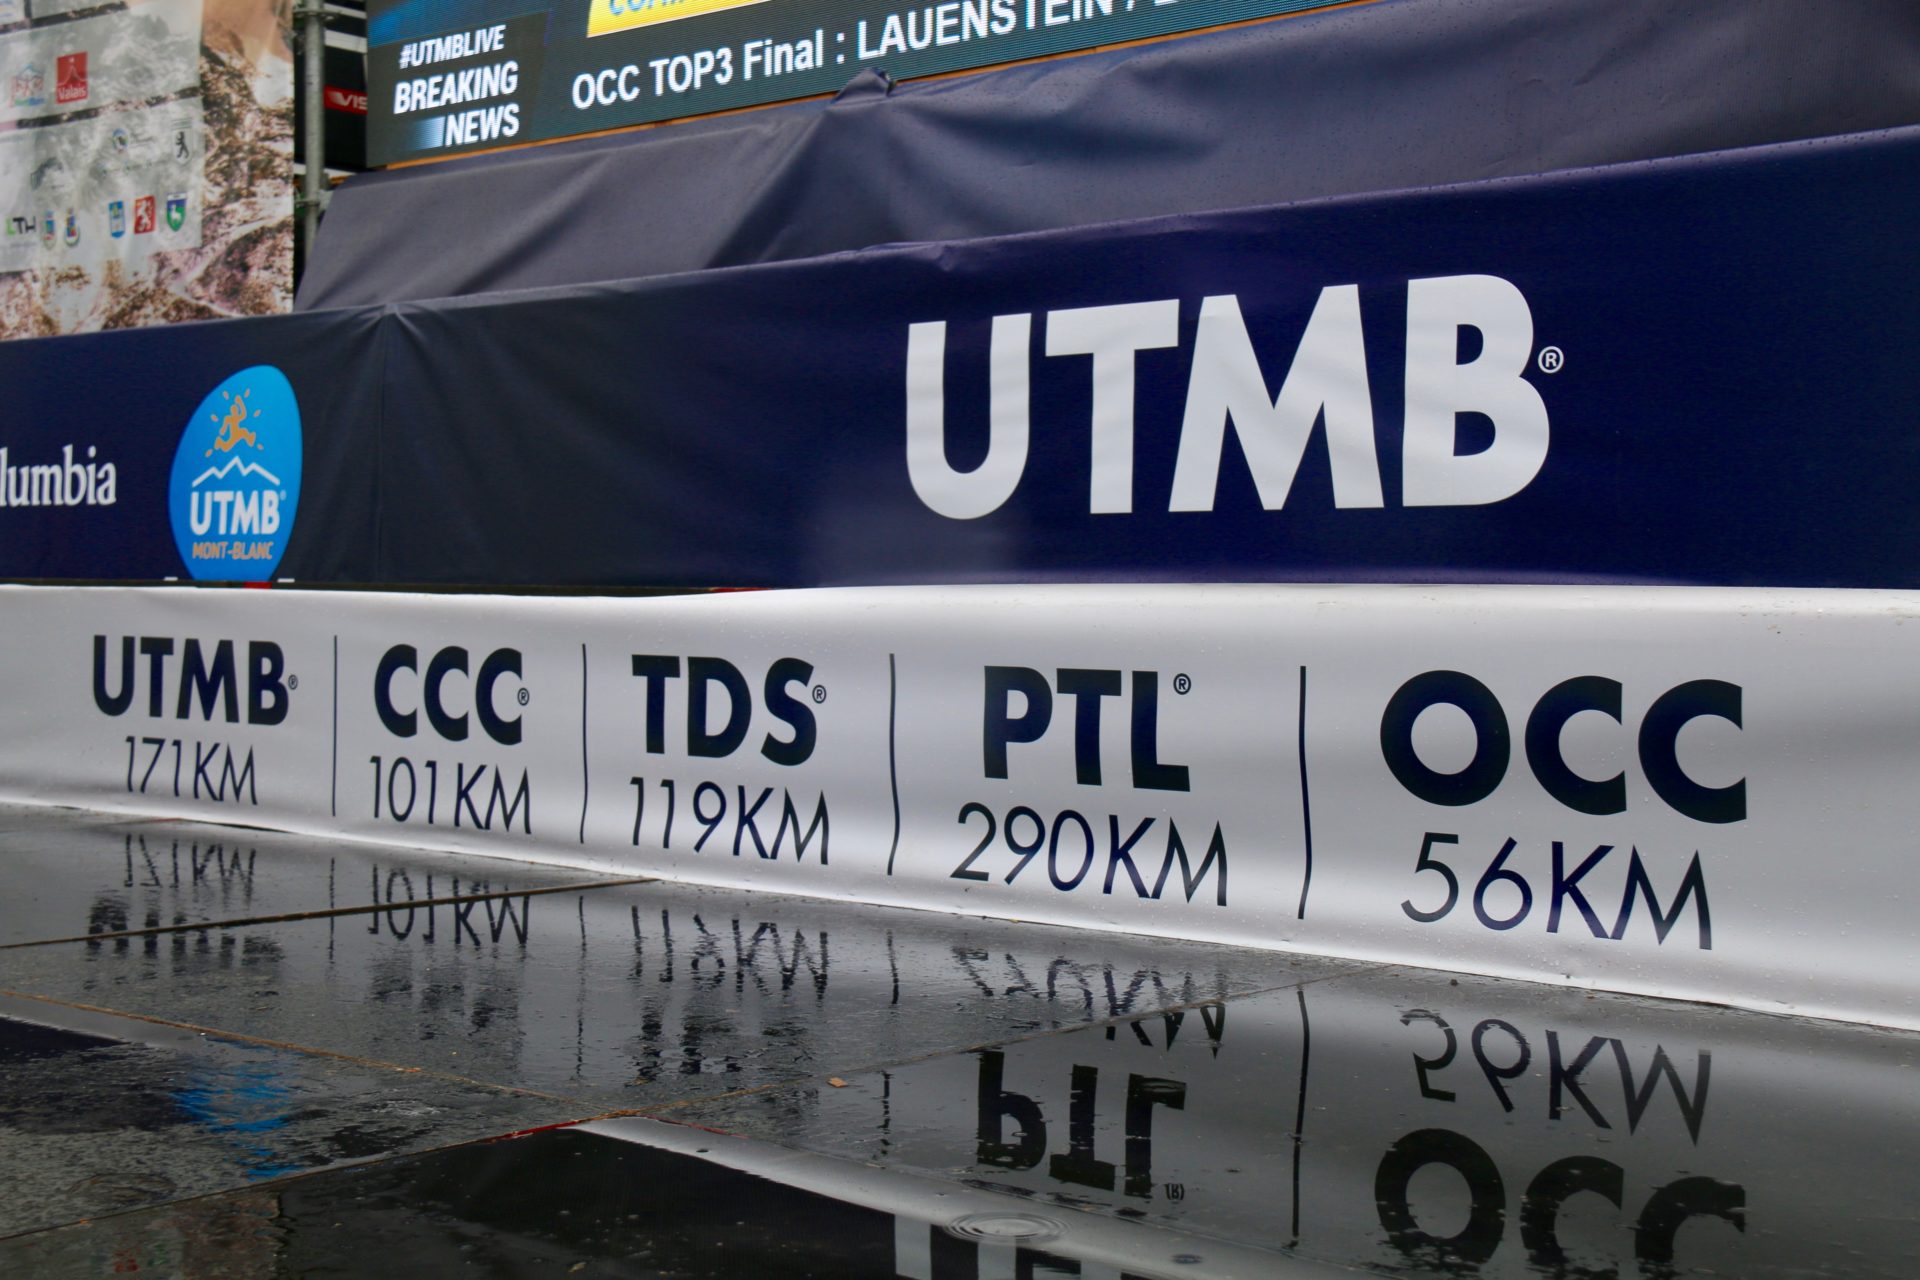 #UTMBLIVE
BREAKING
NEWS
OCC TOP3 Final : LAUENSTEIN /
Valais
LTH
lumbia
UTMB®
MONT-BLANC
UTMB®
UTMB®
171KM
CCC®
101KM
TDS®
119KM
PTL®
290KM
OCC
56KM